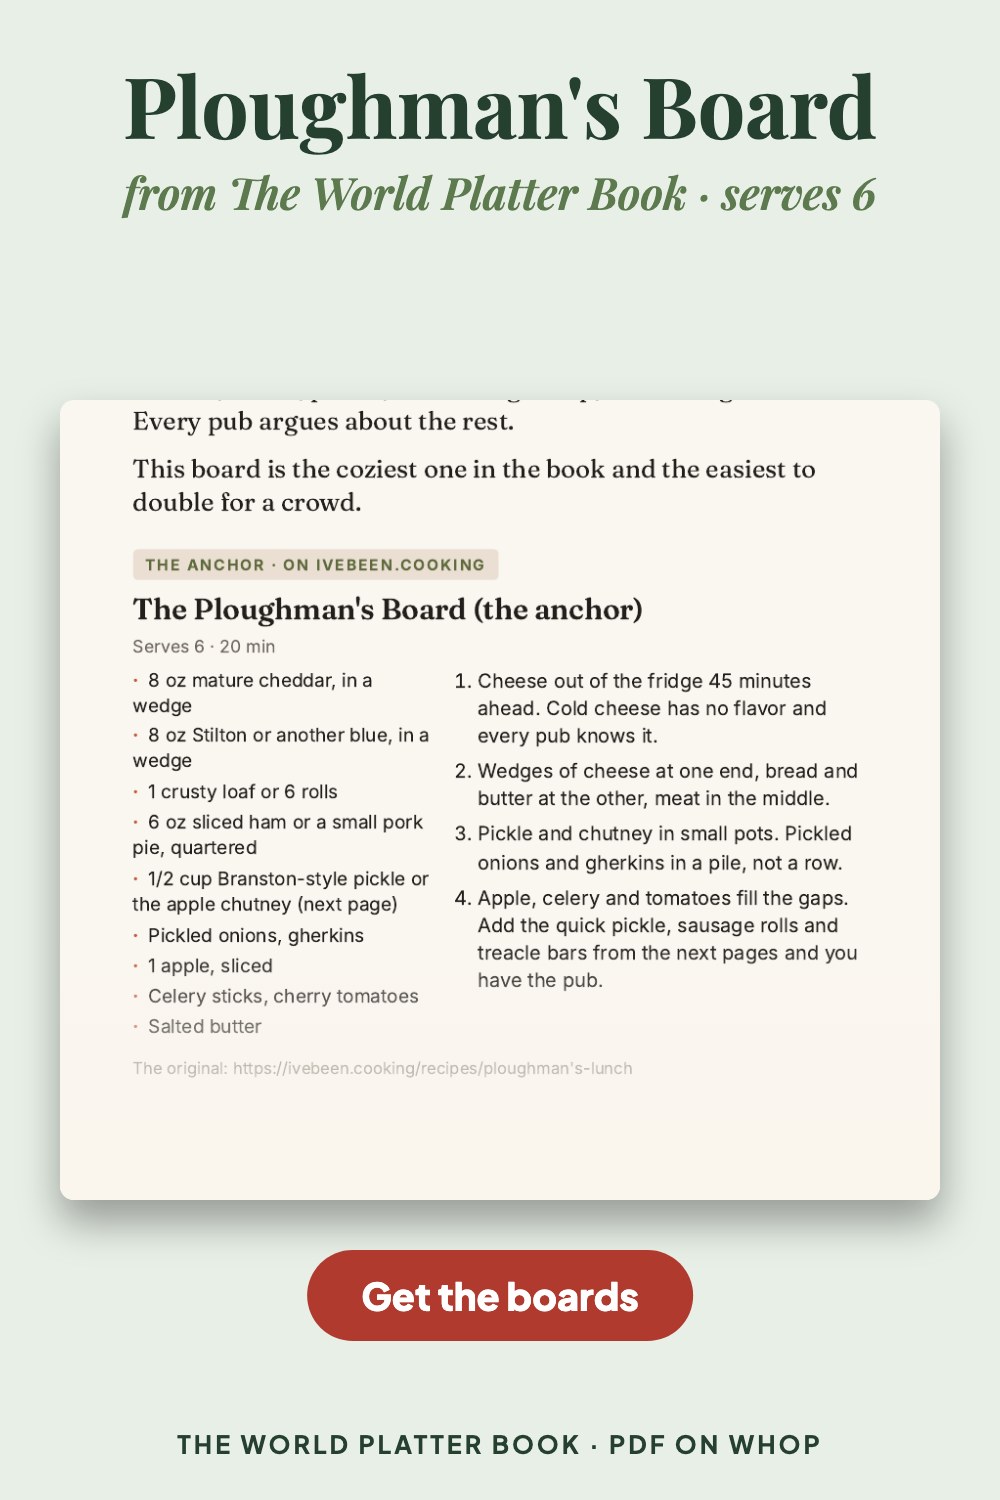 Ploughman's Board
from The World Platter Book · serves 6
Every pub argues about the rest.
This board is the coziest one in the book and the easiest to
double for a crowd.
THE ANCHOR · ON IVEBEEN.COOKING
The Ploughman's Board (the anchor)
Serves 6 · 20 min
· 8 oz mature cheddar, in a
wedge
· 8 oz Stilton or another blue, in a
wedge
· 1 crusty loaf or 6 rolls
· 6 oz sliced ham or a small pork
pie, quartered
· 1/2 cup Branston-style pickle or
the apple chutney (next page)
· Pickled onions, gherkins
· 1 apple, sliced
· Celery sticks, cherry tomatoes
· Salted butter
1. Cheese out of the fridge 45 minutes
ahead. Cold cheese has no flavor and
every pub knows it.
2. Wedges of cheese at one end, bread and
butter at the other, meat in the middle.
3. Pickle and chutney in small pots. Pickled
onions and gherkins in a pile, not a row.
4. Apple, celery and tomatoes fill the gaps.
Add the quick pickle, sausage rolls and
treacle bars from the next pages and you
have the pub.
The original: https://ivebeen.cooking/recipes/ploughman's-lunch
Get the boards
THE WORLD PLATTER BOOK · PDF ON WHOP